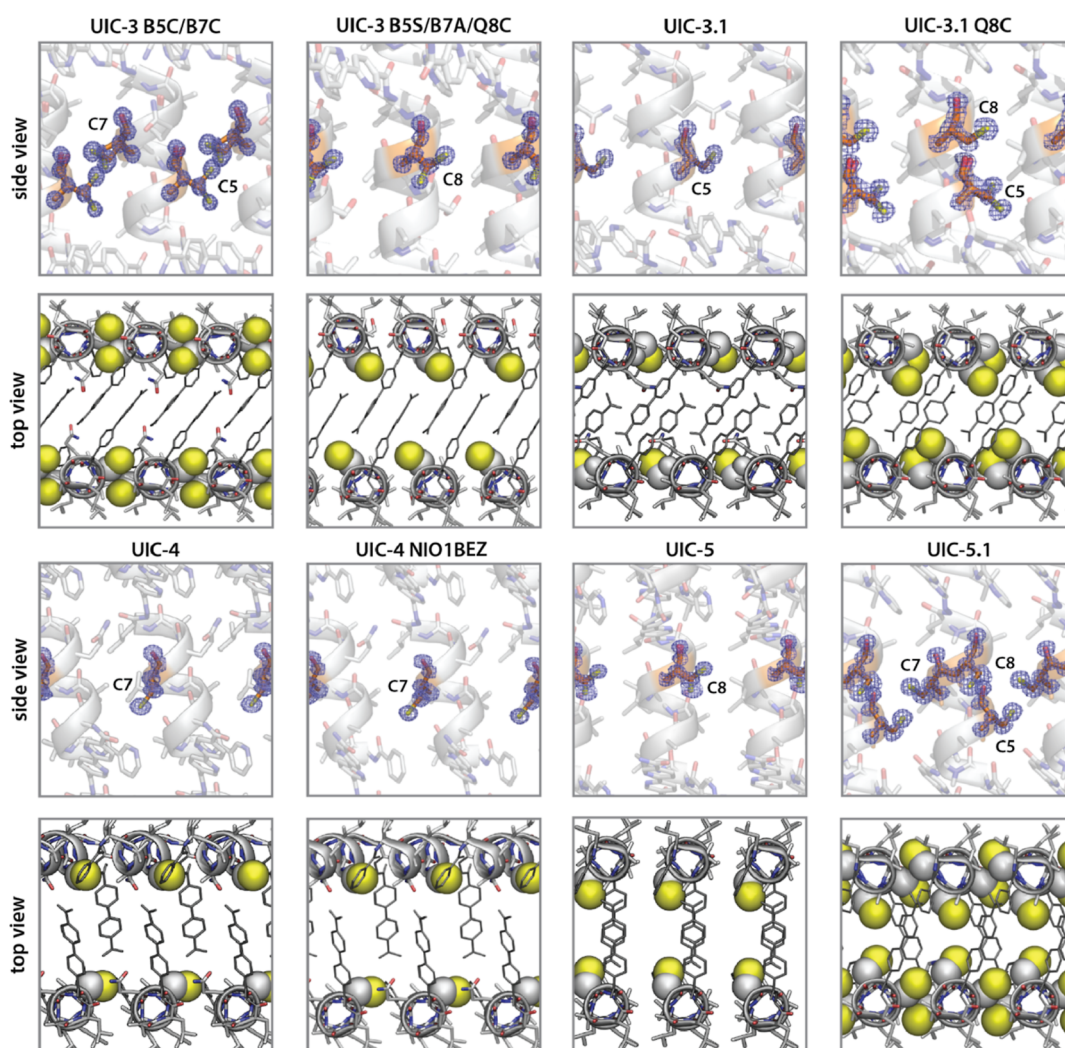 UIC-3 B5C/B7C
UIC-3 B5S/B7A/Q8C
UIC-3.1
UIC-3.1 Q8C
side view
C7
C5
C8
C5
C8
C5
top view
UIC-4
UIC-4 NIO1BEZ
UIC-5
UIC-5.1
side view
C7
C7
C8
C7
C8
C5
top view